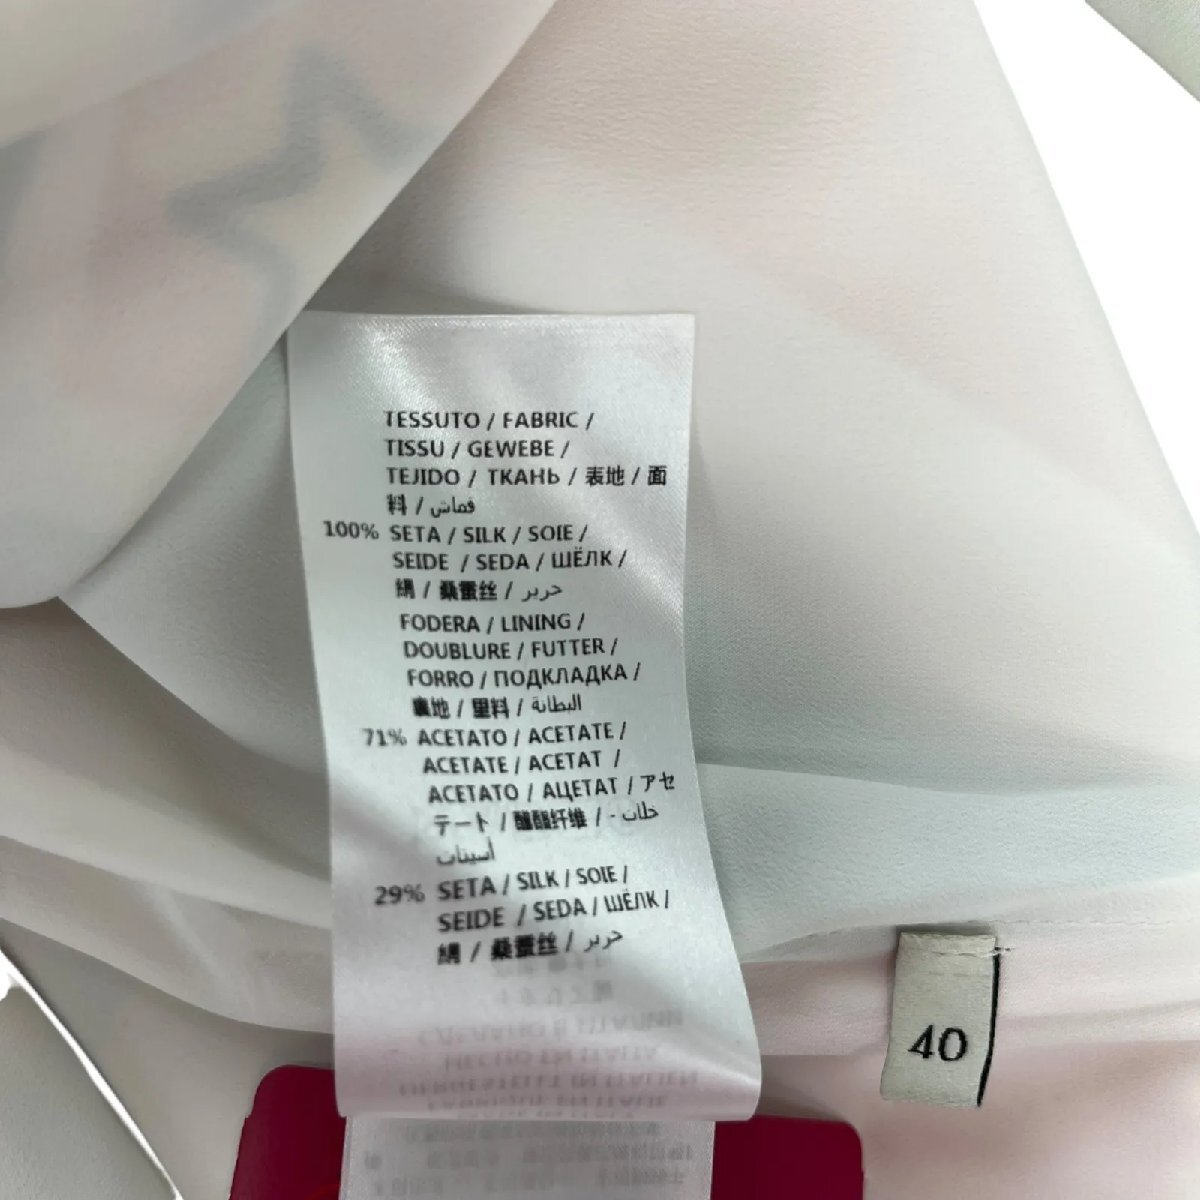 TESSUTO / FABRIC /
TISSU / GEWEBE /
TEJIDO / ТКАНЬ / 表地 / 面
料 / قماش
100% SETA / SILK / SOIE /
SEIDE / SEDA / ШЁЛК /
絹 / 桑蚕丝 / حرير
FODERA / LINING /
DOUBLURE / FUTTER /
FORRO / ПОДКЛАДКА /
裏地 / 里料 / البطانة
71% ACETATO / ACETATE /
ACETATE / ACETAT /
ACETATO / АЦЕТАТ / アセ
テート / 醋酯纤维 / - خلات
أسيتات
29% SETA / SILK / SOIE /
SEIDE / SEDA / ШЁЛК /
絹 / 桑蚕丝 / حرير
40